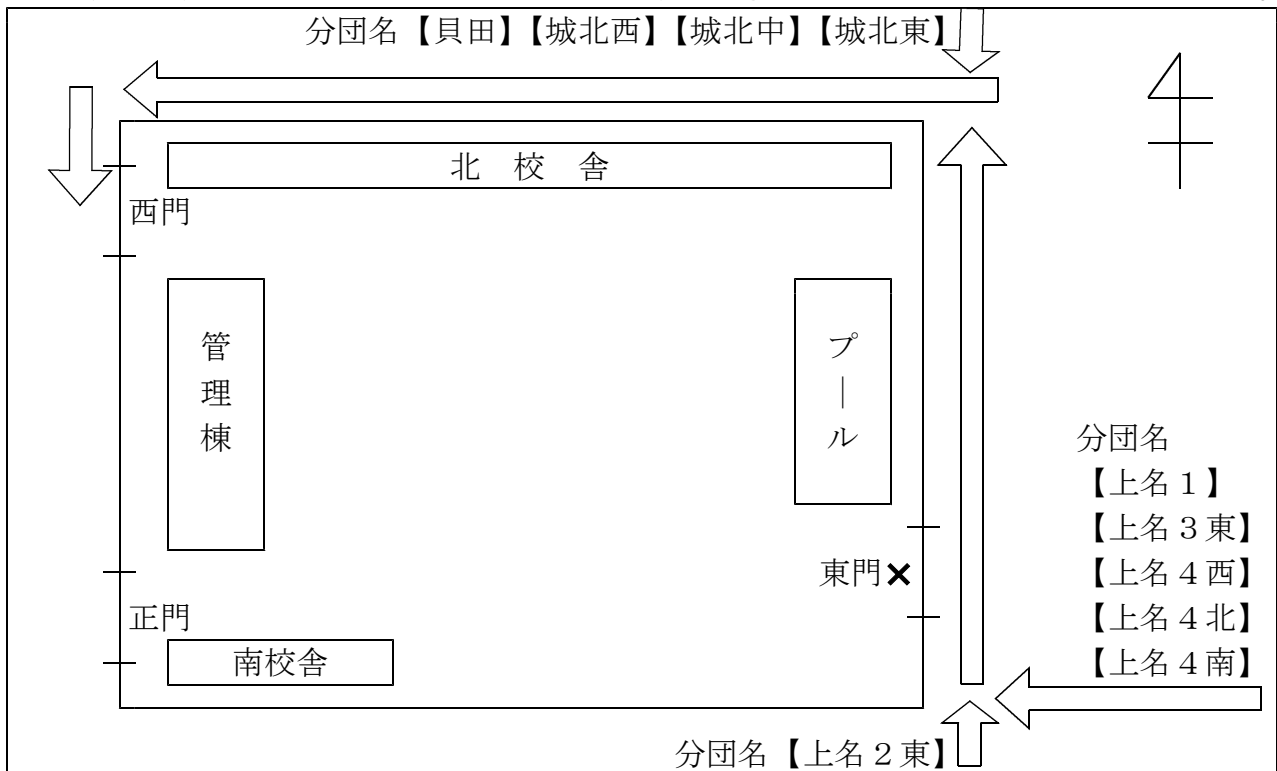 分団名【貝田】【城北西】【城北中】【城北東】
北校舎
西門
管理棟
プール
分団名
【上名1】
【上名3東】
【上名4西】
【上名4北】
【上名4南】
東門×
正門
南校舎
分団名【上名2東】